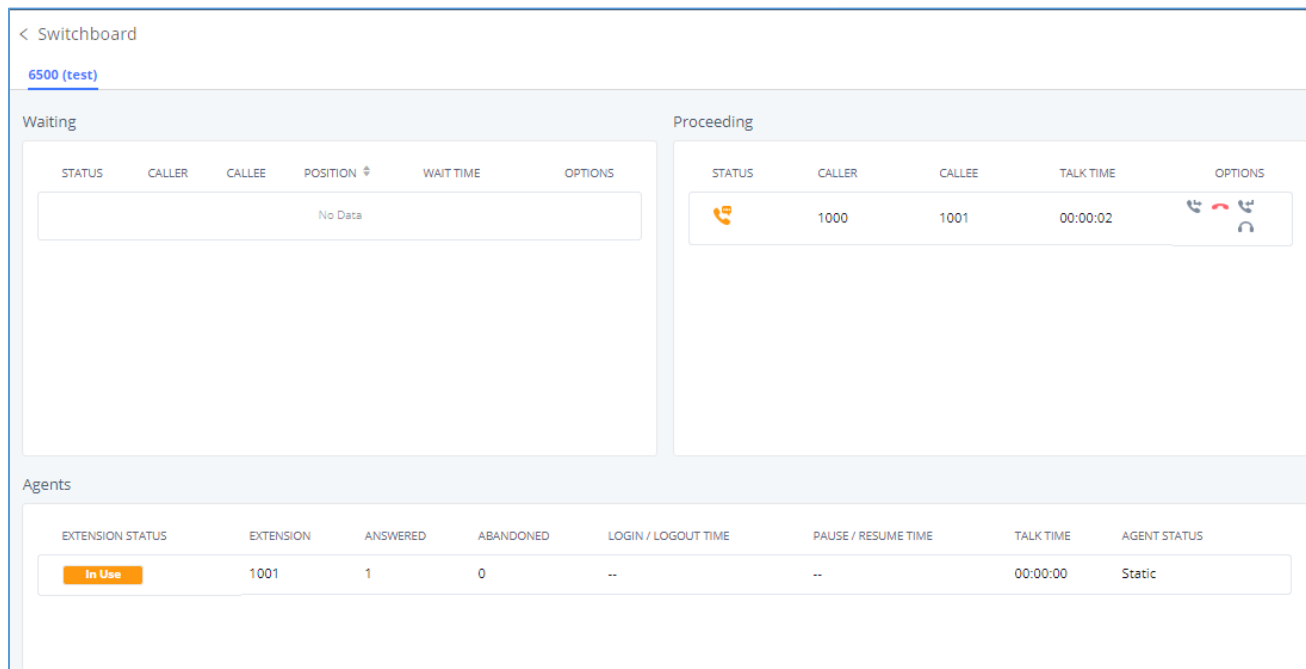 < Switchboard
6500 (test)
Waiting
STATUS CALLER CALLEE POSITION WAIT TIME OPTIONS
No Data
Proceeding
STATUS CALLER CALLEE TALK TIME OPTIONS
1000 1001 00:00:02
Agents
EXTENSION STATUS EXTENSION ANSWERED ABANDONED LOGIN / LOGOUT TIME PAUSE / RESUME TIME TALK TIME AGENT STATUS
In Use 1001 1 0 -- -- 00:00:00 Static